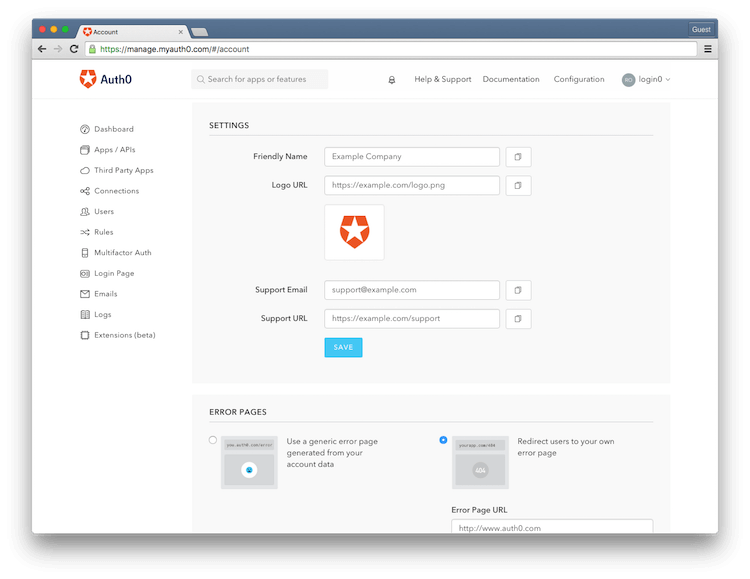 Account
Guest
https://manage.myauth0.com/#/account
Auth0
Search for apps or features
Help & Support
Documentation
Configuration
RO
login0
Dashboard
Apps / APIs
Third Party Apps
Connections
Users
Rules
Multifactor Auth
Login Page
Emails
Logs
Extensions (beta)
SETTINGS
Friendly Name
Example Company
Logo URL
https://example.com/logo.png
Support Email
support@example.com
Support URL
https://example.com/support
SAVE
ERROR PAGES
you.auth0.com/error
Use a generic error page
generated from your
account data
yourapp.com/404
404
Redirect users to your own
error page
Error Page URL
http://www.auth0.com